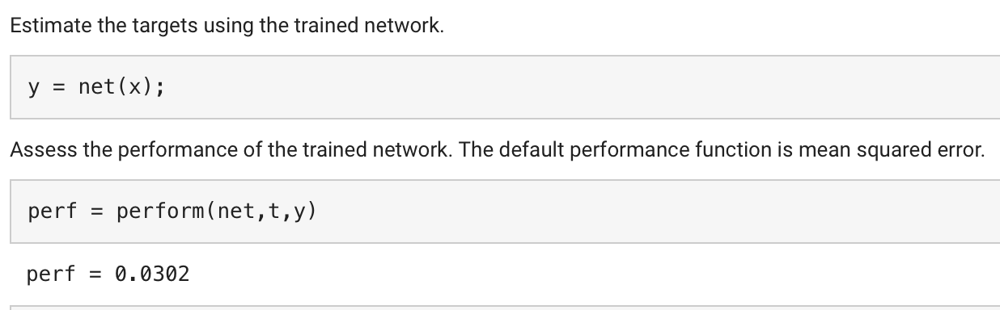 Estimate the targets using the trained network.
y = net(x);
Assess the performance of the trained network. The default performance function is mean squared error.
perf = perform(net,t,y)
perf = 0.0302